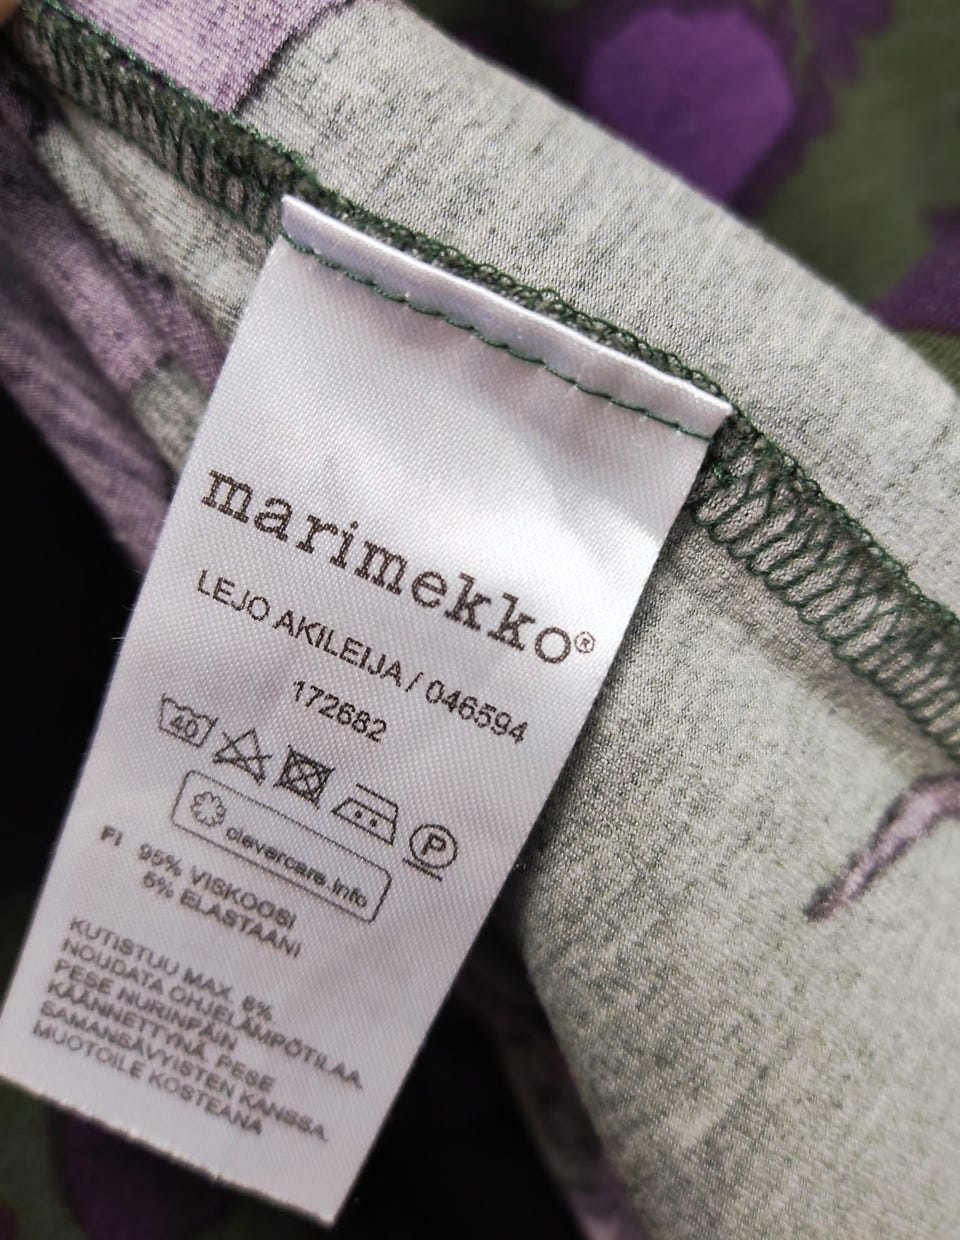 marimekko®
LEJO AKILEIJA / 046594
172682
40 P
clevercare.info
FI 95% VISKOOSI
5% ELASTAANI
KUTISTUU MAX. 6%
NOUDATA OHJELÄMPÖTILAA.
PESE NURINPÄIN
KÄÄNNETTYNÄ. PESE
SAMANSÄVYISTEN KANSSA.
MUOTOILE KOSTEANA